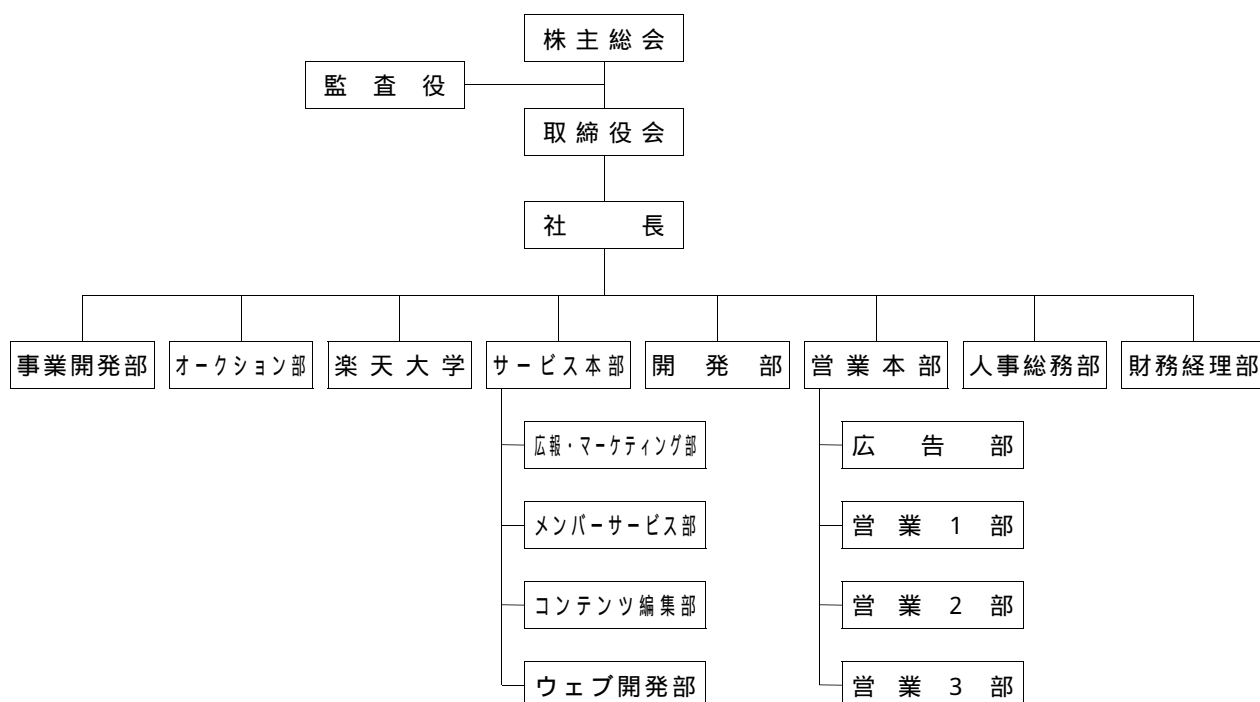 株主総会
監査役
取締役会
社長
事業開発部 オークション部 楽天大学 サービス本部 開発部 営業本部 人事総務部 財務経理部
広報・マーケティング部 広告部
メンバーサービス部 営業1部
コンテンツ編集部 営業2部
ウェブ開発部 営業3部